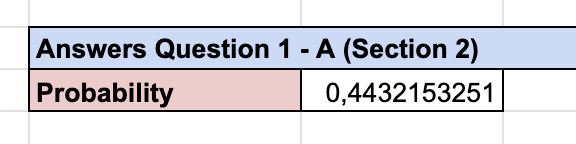 Answers Question 1 - A (Section 2)
Probability 0,4432153251